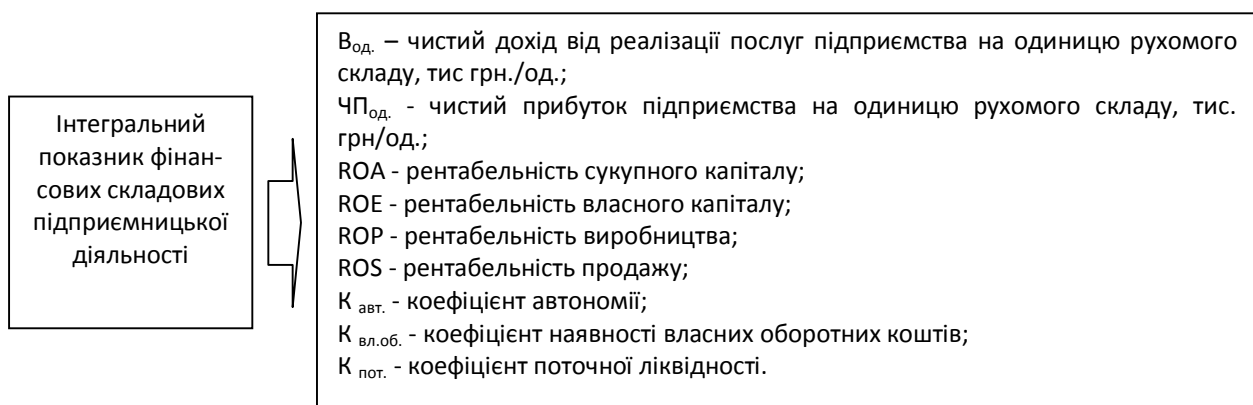 Інтегральний
показник фінан-
сових складових
підприємницької
діяльності
Вод. – чистий дохід від реалізації послуг підприємства на одиницю рухомого
складу, тис грн./од.;
ЧПод. - чистий прибуток підприємства на одиницю рухомого складу, тис.
грн/од.;
ROA - рентабельність сукупного капіталу;
ROE - рентабельність власного капіталу;
ROP - рентабельність виробництва;
ROS - рентабельність продажу;
К авт. - коефіцієнт автономії;
К вл.об. - коефіцієнт наявності власних оборотних коштів;
К пот. - коефіцієнт поточної ліквідності.